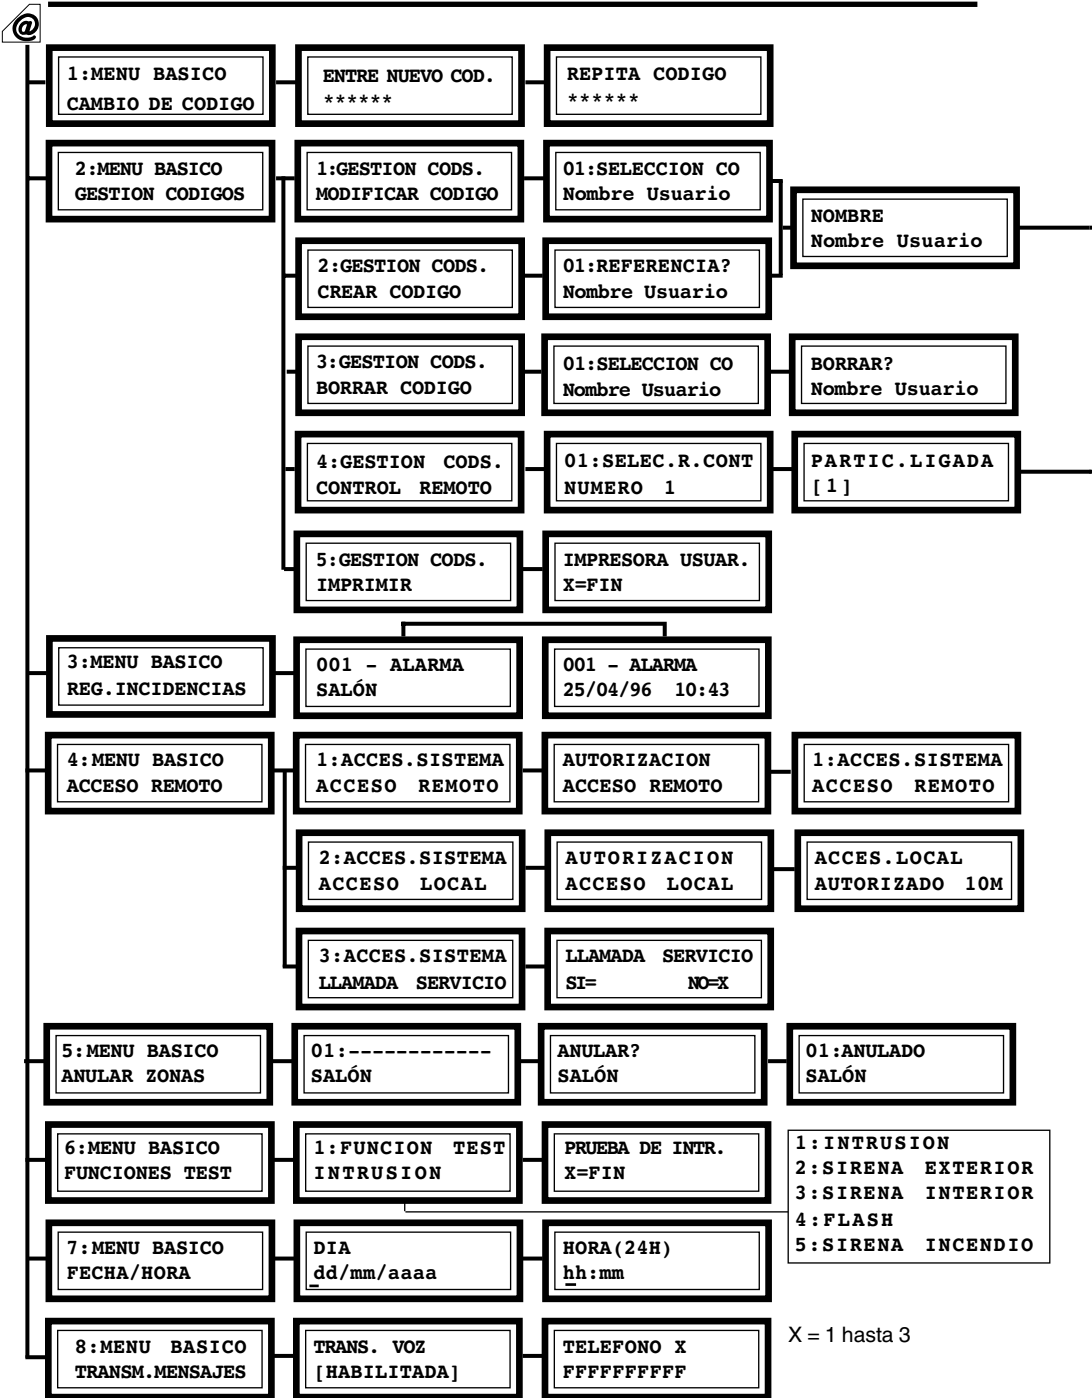 @
1:MENU BASICO
CAMBIO DE CODIGO
ENTRE NUEVO COD.
******
REPITA CODIGO
******
2:MENU BASICO
GESTION CODIGOS
1:GESTION CODS.
MODIFICAR CODIGO
01:SELECCION CO
Nombre Usuario
NOMBRE
Nombre Usuario
2:GESTION CODS.
CREAR CODIGO
01:REFERENCIA?
Nombre Usuario
3:GESTION CODS.
BORRAR CODIGO
01:SELECCION CO
Nombre Usuario
BORRAR?
Nombre Usuario
4:GESTION CODS.
CONTROL REMOTO
01:SELEC.R.CONT
NUMERO 1
PARTIC.LIGADA
[1]
5:GESTION CODS.
IMPRIMIR
IMPRESORA USUAR.
X=FIN
3:MENU BASICO
REG.INCIDENCIAS
001 - ALARMA
SALÓN
001 - ALARMA
25/04/96 10:43
4:MENU BASICO
ACCESO REMOTO
1:ACCES.SISTEMA
ACCESO REMOTO
AUTORIZACION
ACCESO REMOTO
1:ACCES.SISTEMA
ACCESO REMOTO
2:ACCES.SISTEMA
ACCESO LOCAL
AUTORIZACION
ACCESO LOCAL
ACCES.LOCAL
AUTORIZADO 10M
3:ACCES.SISTEMA
LLAMADA SERVICIO
LLAMADA SERVICIO
SI= NO=X
5:MENU BASICO
ANULAR ZONAS
01:------------
SALÓN
ANULAR?
SALÓN
01:ANULADO
SALÓN
6:MENU BASICO
FUNCIONES TEST
1:FUNCION TEST
INTRUSION
PRUEBA DE INTR.
X=FIN
1:INTRUSION
2:SIRENA EXTERIOR
3:SIRENA INTERIOR
4:FLASH
5:SIRENA INCENDIO
7:MENU BASICO
FECHA/HORA
DIA
dd/mm/aaaa
HORA(24H)
hh:mm
8:MENU BASICO
TRANSM.MENSAJES
TRANS. VOZ
[HABILITADA]
TELEFONO X
FFFFFFFFFF
X = 1 hasta 3